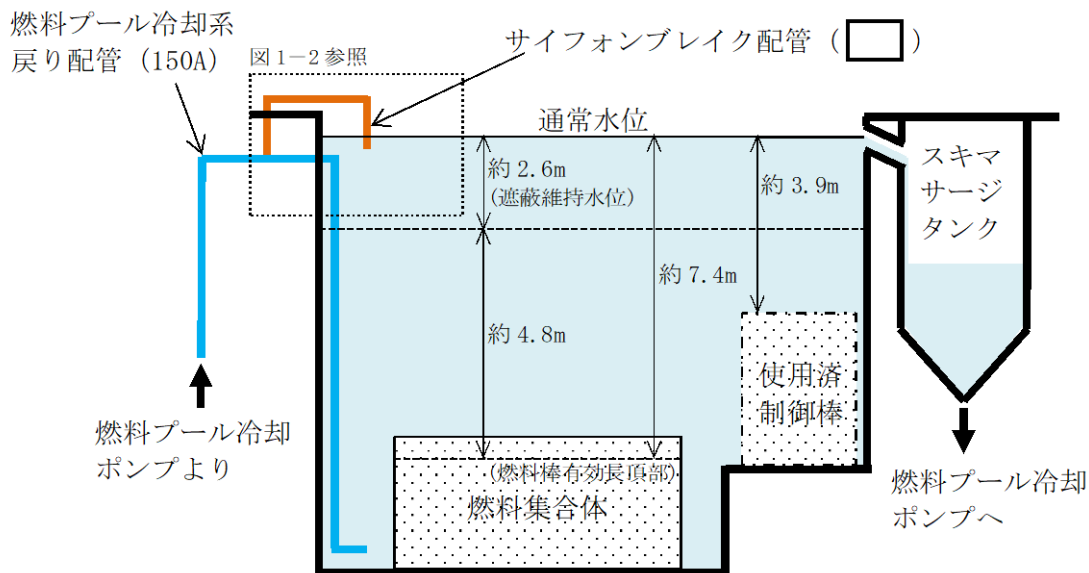 燃料プール冷却系
戻り配管（150A）
図1－2参照
サイフォンブレイク配管（　）
通常水位
約2.6m
(遮蔽維持水位)
約3.9m
スキマ
サージ
タンク
約7.4m
約4.8m
使用済
制御棒
燃料プール冷却
ポンプより
(燃料棒有効長頂部)
燃料集合体
燃料プール冷却
ポンプへ